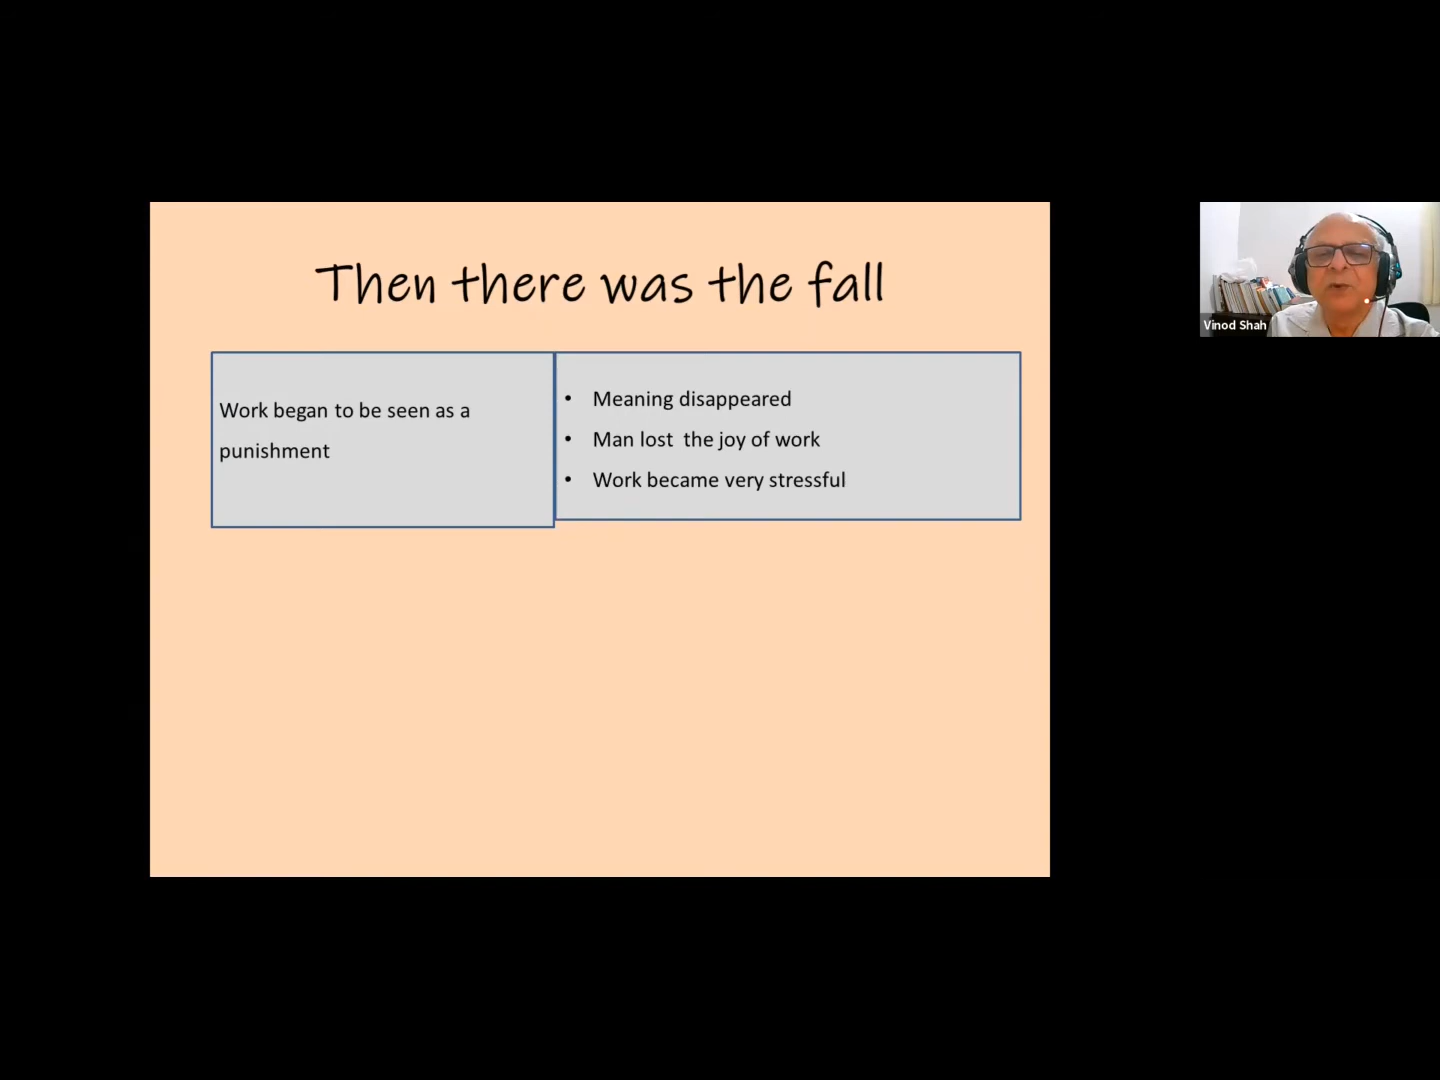 Then there was the fall
Work began to be seen as a
punishment
• Meaning disappeared
• Man lost  the joy of work
• Work became very stressful
Vinod Shah